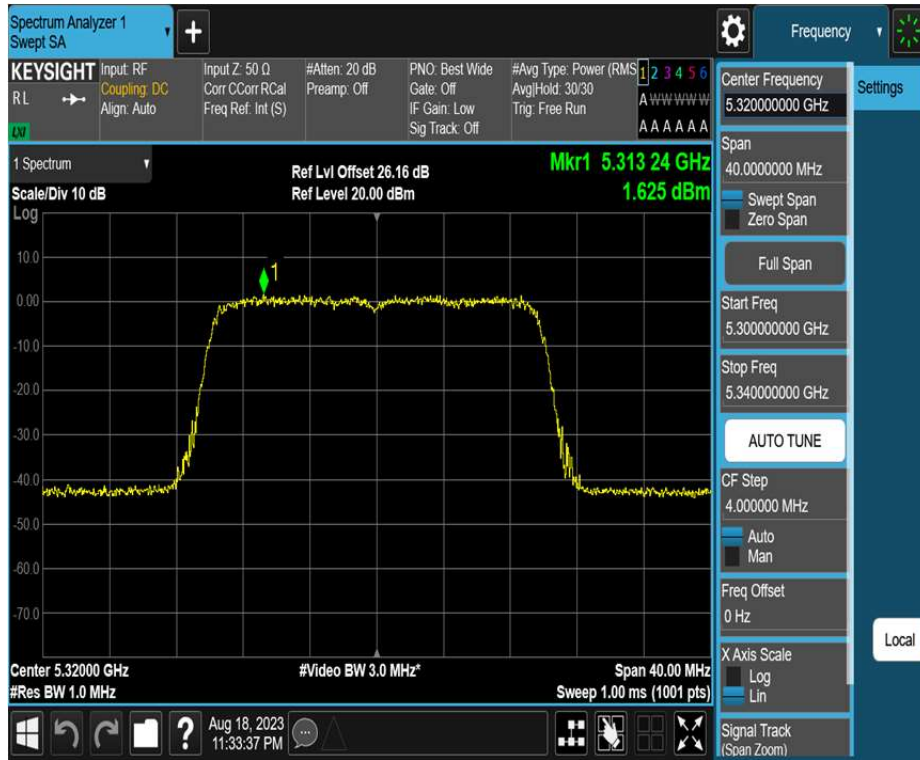 Spectrum Analyzer 1
Swept SA
+
Frequency
KEYSIGHT
RL
LXI
Input: RF
Coupling: DC
Align: Auto
Input Z: 50 Ω
Corr CCorr RCal
Freq Ref: Int (S)
#Atten: 20 dB
Preamp: Off
PNO: Best Wide
Gate: Off
IF Gain: Low
Sig Track: Off
#Avg Type: Power (RMS
Avg|Hold: 30/30
Trig: Free Run
1 2 3 4 5 6
A W W W W W
A A A A A A
1 Spectrum
Scale/Div 10 dB
Log
Ref Lvl Offset 26.16 dB
Ref Level 20.00 dBm
Mkr1 5.313 24 GHz
1.625 dBm
1
10.0
0.00
-10.0
-20.0
-30.0
-40.0
-50.0
-60.0
-70.0
Center 5.32000 GHz
#Video BW 3.0 MHz*
Span 40.00 MHz
#Res BW 1.0 MHz
Sweep 1.00 ms (1001 pts)
?
Aug 18, 2023
11:33:37 PM
Center Frequency
5.320000000 GHz
Span
40.0000000 MHz
Swept Span
Zero Span
Full Span
Start Freq
5.300000000 GHz
Stop Freq
5.340000000 GHz
AUTO TUNE
CF Step
4.000000 MHz
Auto
Man
Freq Offset
0 Hz
X Axis Scale
Log
Lin
Signal Track
(Span Zoom)
Settings
Local